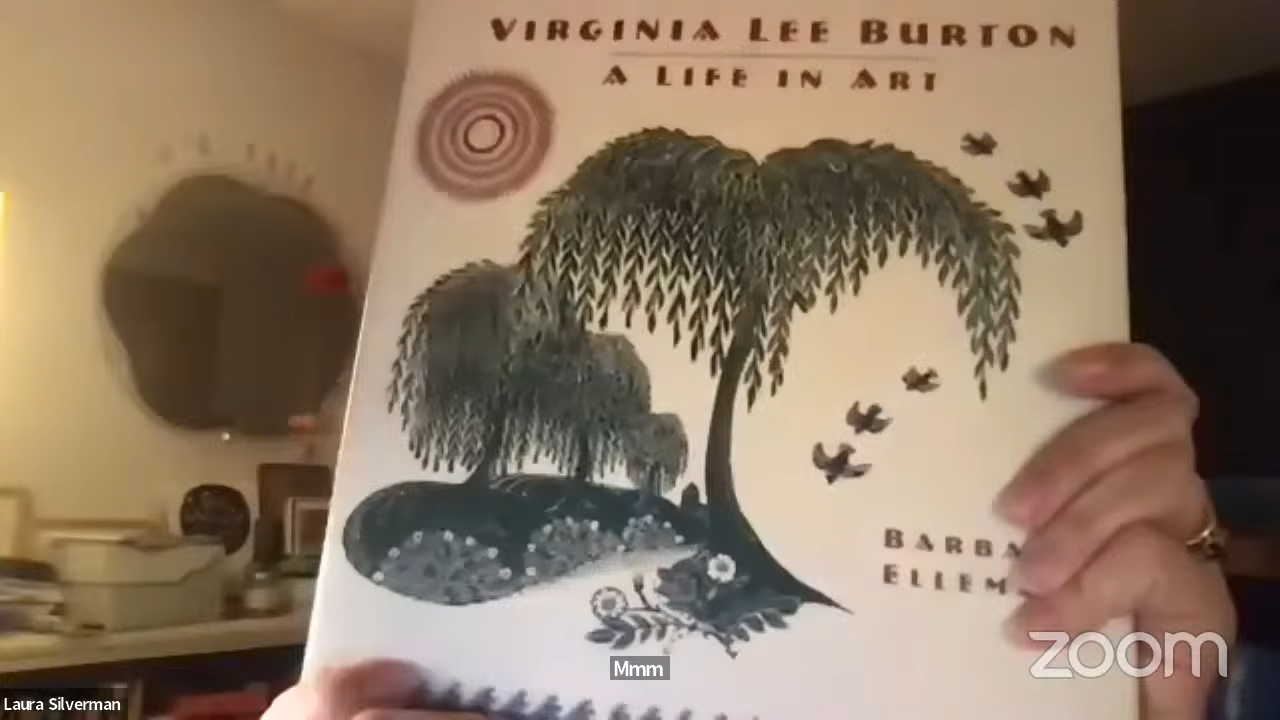 VIRGINIA LEE BURTON
A LIFE IN ART
BARBA
ELLEM
Mmm
zoom
Laura Silverman